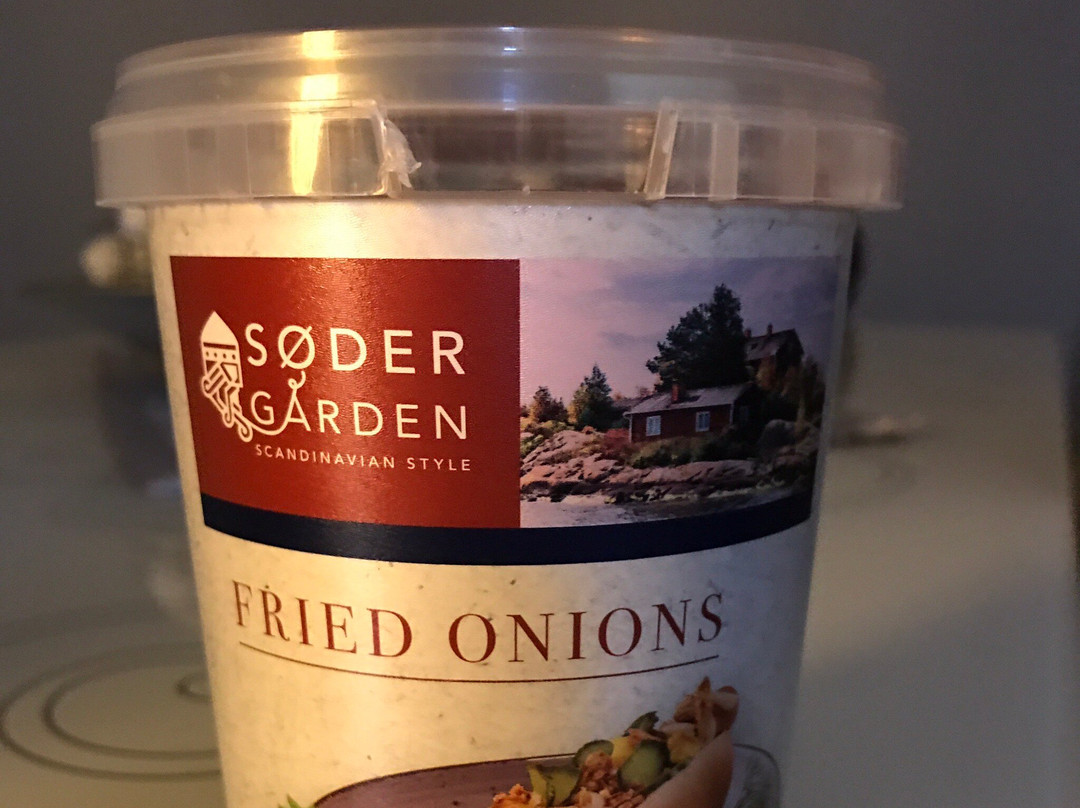 SØDER
GÅRDEN
SCANDINAVIAN STYLE
FRIED ONIONS